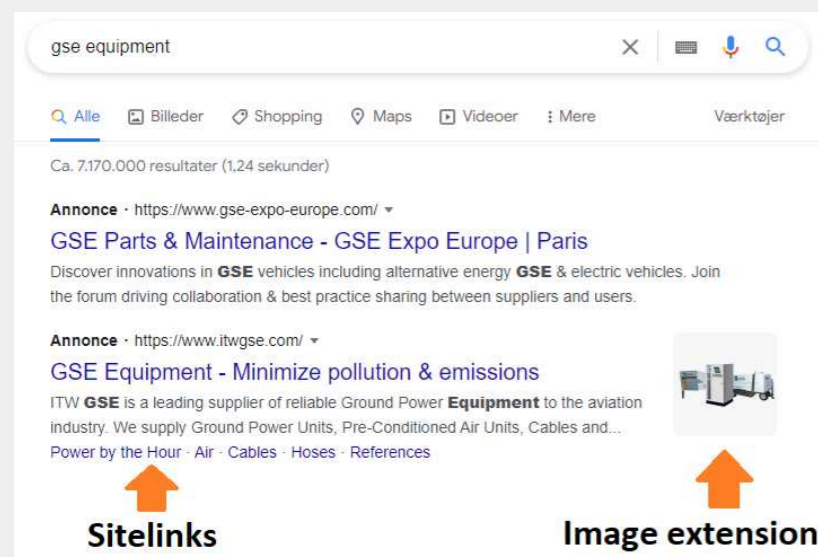 gse equipment
Alle Billeder Shopping Maps Videoer Mere Værktøjer
Ca. 7.170.000 resultater (1,24 sekunder)
Annonce · https://www.gse-expo-europe.com/
GSE Parts & Maintenance - GSE Expo Europe | Paris
Discover innovations in GSE vehicles including alternative energy GSE & electric vehicles. Join
the forum driving collaboration & best practice sharing between suppliers and users.
Annonce · https://www.itwgse.com/
GSE Equipment - Minimize pollution & emissions
ITW GSE is a leading supplier of reliable Ground Power Equipment to the aviation
industry. We supply Ground Power Units, Pre-Conditioned Air Units, Cables and...
Power by the Hour · Air · Cables · Hoses · References
Sitelinks Image extension